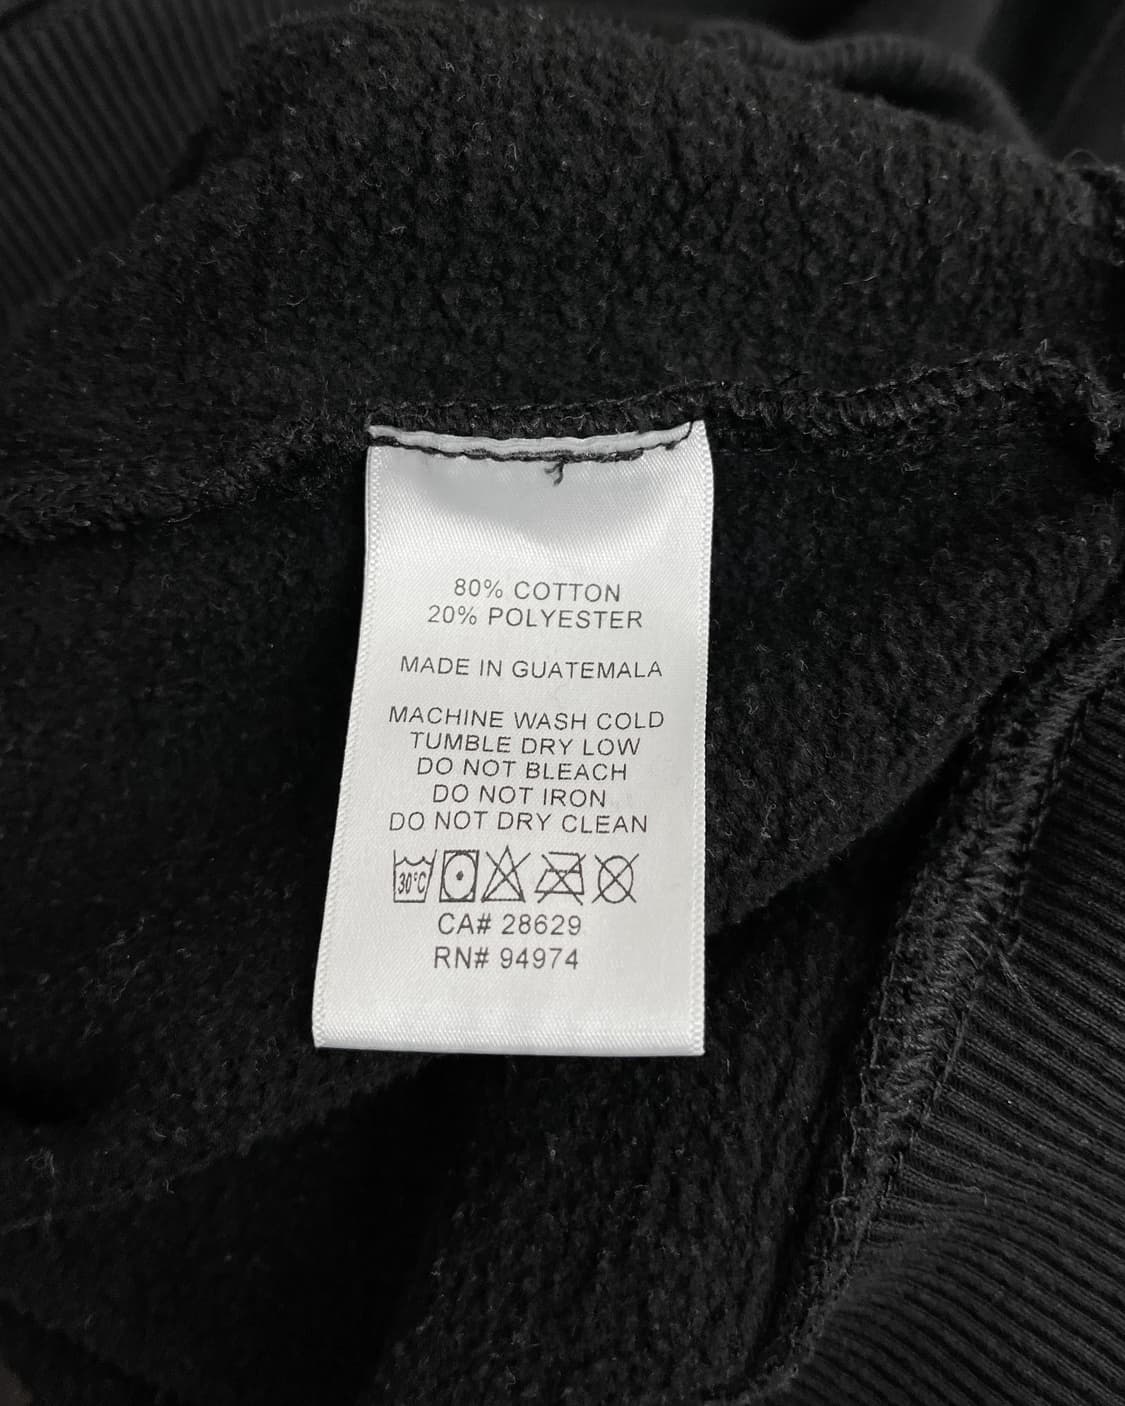 80% COTTON
20% POLYESTER
MADE IN GUATEMALA
MACHINE WASH COLD
TUMBLE DRY LOW
DO NOT BLEACH
DO NOT IRON
DO NOT DRY CLEAN
30°C
CA# 28629
RN# 94974